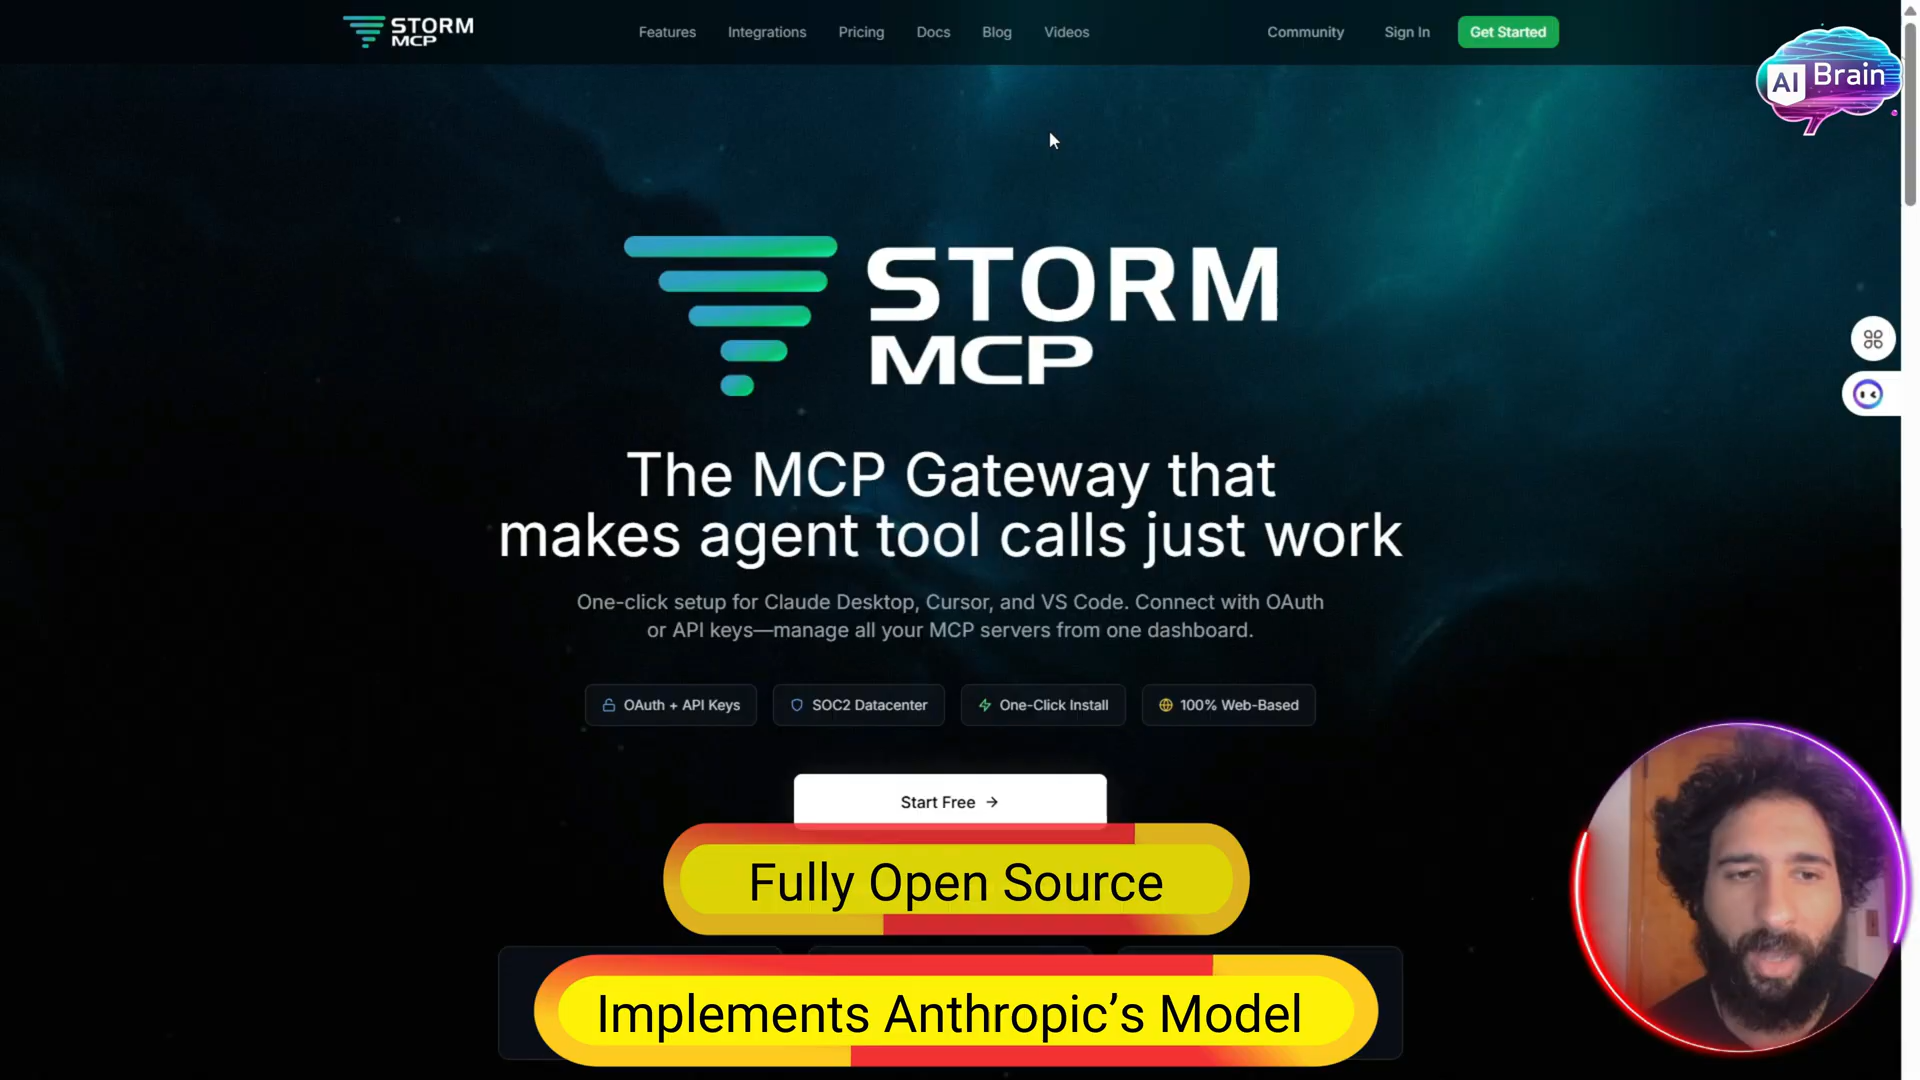 STORM
MCP
Features
Integrations
Pricing
Docs
Blog
Videos
Community
Sign In
Get Started
AI Brain
STORM
MCP
The MCP Gateway that
makes agent tool calls just work
One-click setup for Claude Desktop, Cursor, and VS Code. Connect with OAuth
or API keys—manage all your MCP servers from one dashboard.
OAuth + API Keys
SOC2 Datacenter
One-Click Install
100% Web-Based
Start Free →
Fully Open Source
Implements Anthropic’s Model